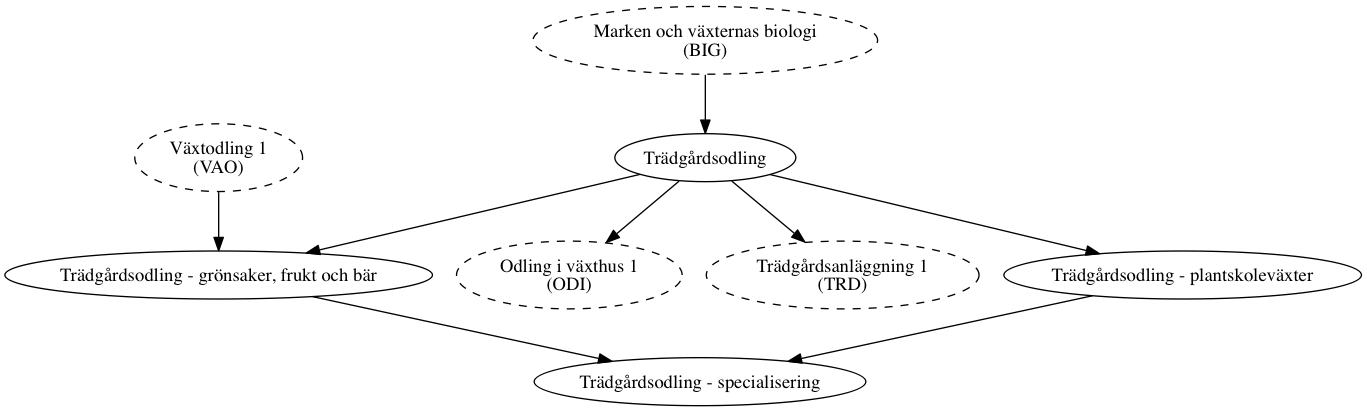 Marken och växternas biologi
(BIG)
Växtodling 1
(VAO)
Trädgårdsodling
Trädgårdsodling - grönsaker, frukt och bär
Odling i växthus 1
(ODI)
Trädgårdsanläggning 1
(TRD)
Trädgårdsodling - plantskoleväxter
Trädgårdsodling - specialisering